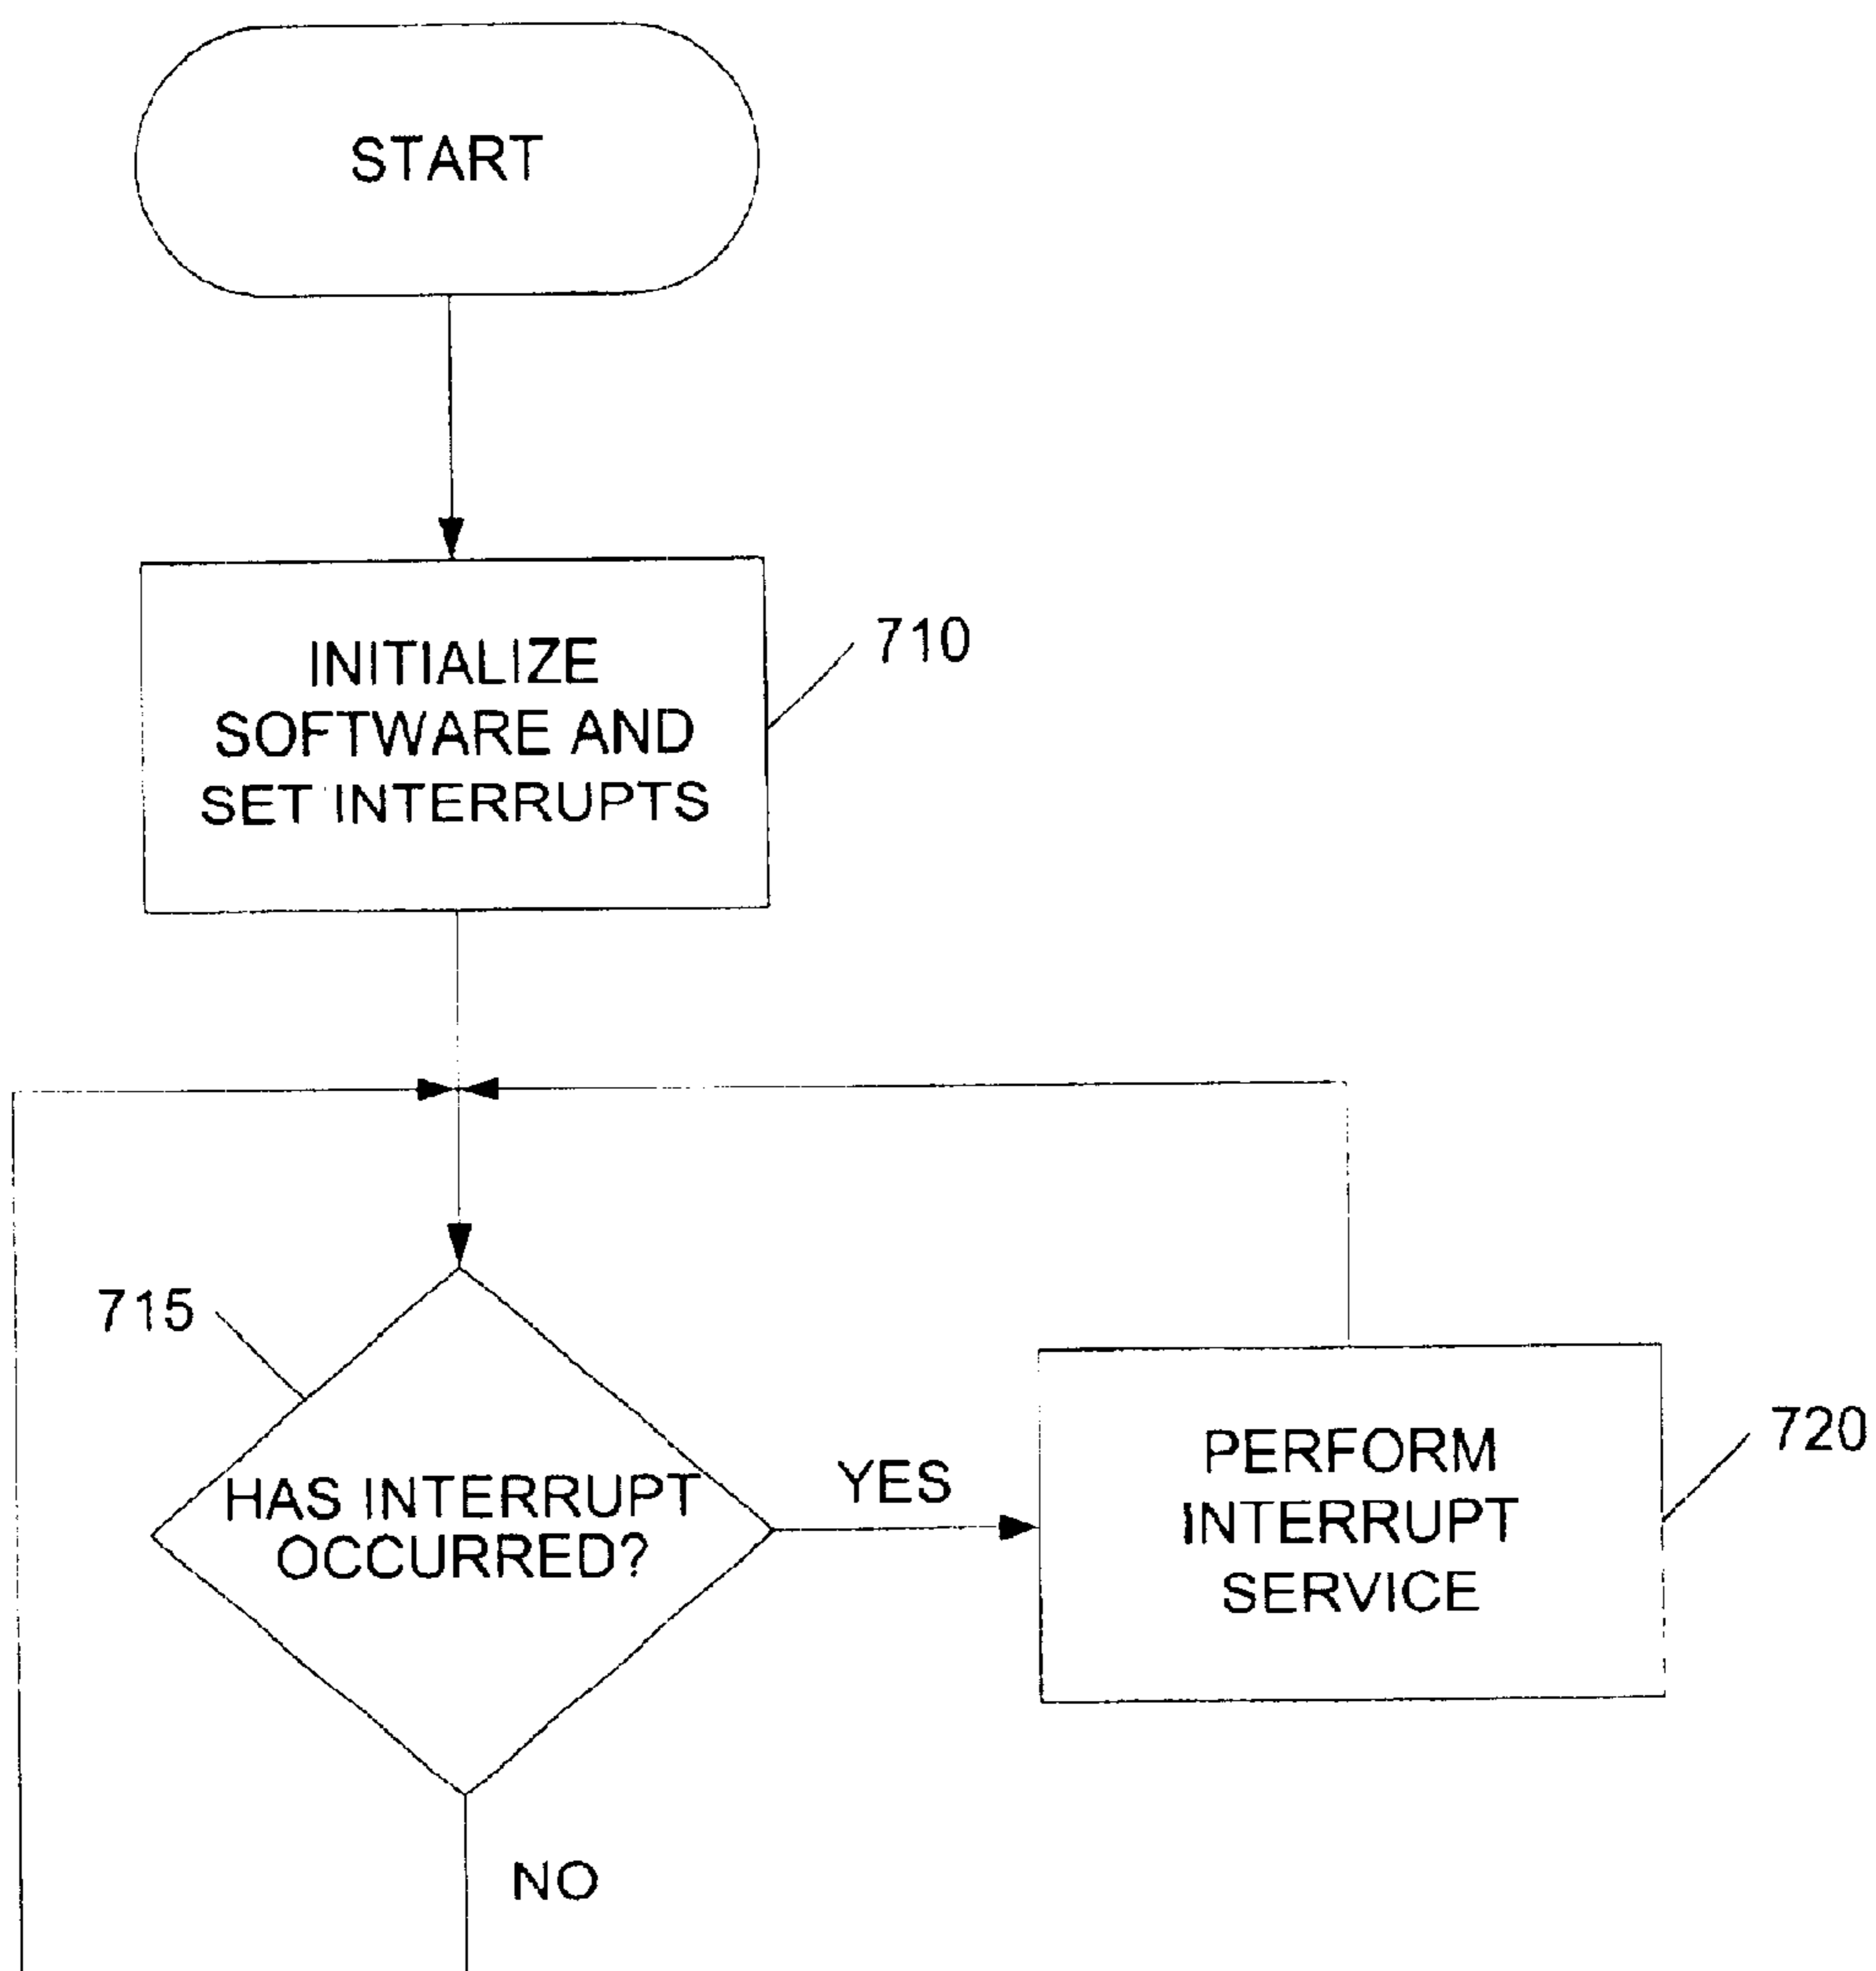 START
INITIALIZE
SOFTWARE AND
SET INTERRUPTS
710
715
HAS INTERRUPT
OCCURRED?
YES
PERFORM
INTERRUPT
SERVICE
720
NO